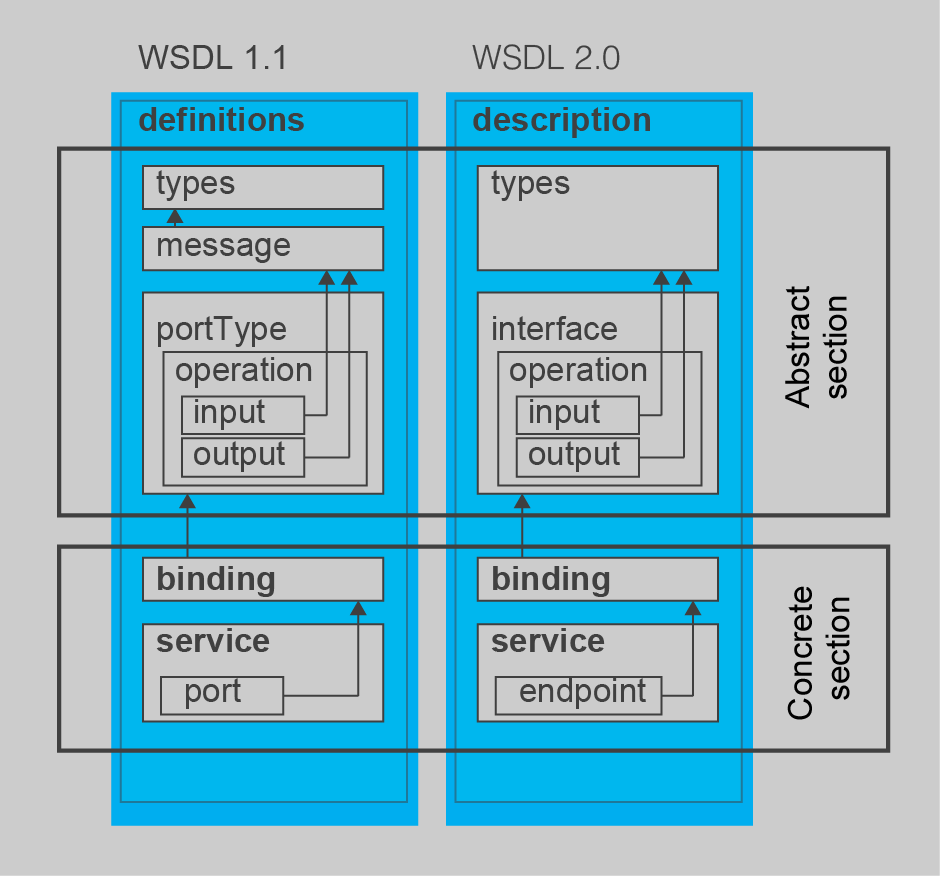 WSDL 1.1
definitions
types
message
portType
operation
input
output
binding
service
port
WSDL 2.0
description
types
interface
operation
input
output
binding
service
endpoint
Abstract
section
Concrete
section